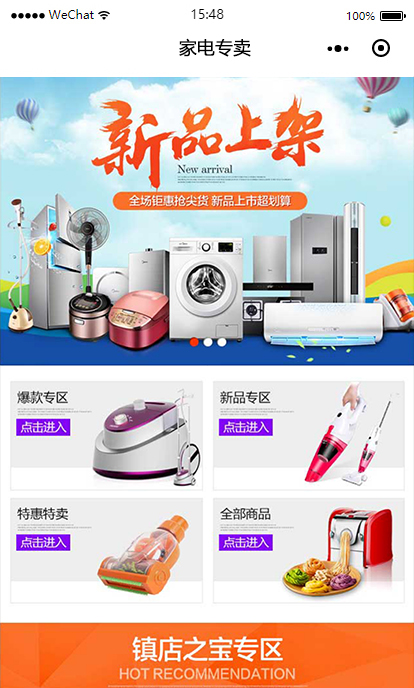 WeChat
15:48
100%
家电专卖
新品上架
New arrival
全场钜惠抢尖货 新品上市超划算
爆款专区
点击进入
新品专区
点击进入
特惠特卖
点击进入
全部商品
点击进入
镇店之宝专区
HOT RECOMMENDATION